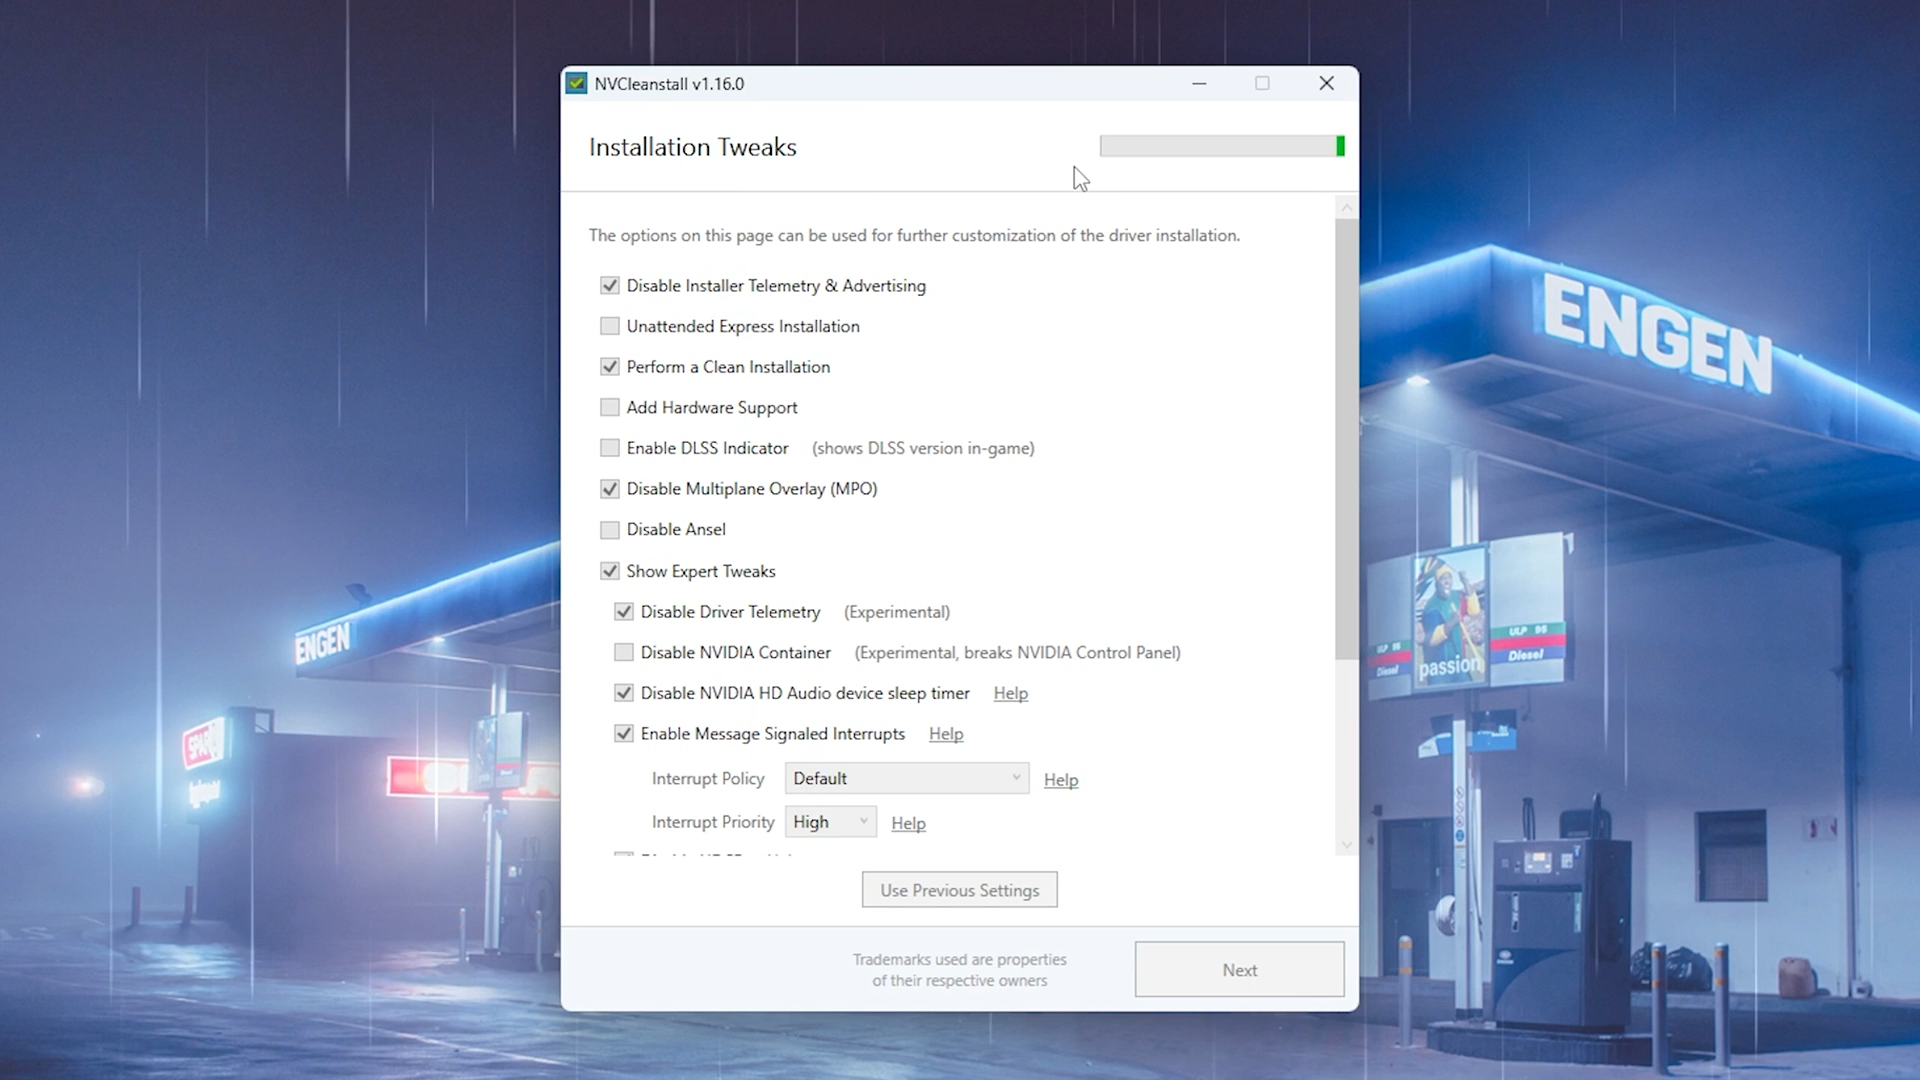 NVCleanstall v1.16.0
Installation Tweaks
The options on this page can be used for further customization of the driver installation.
Disable Installer Telemetry & Advertising
Unattended Express Installation
Perform a Clean Installation
Add Hardware Support
Enable DLSS Indicator (shows DLSS version in-game)
Disable Multiplane Overlay (MPO)
Disable Ansel
Show Expert Tweaks
Disable Driver Telemetry (Experimental)
Disable NVIDIA Container (Experimental, breaks NVIDIA Control Panel)
Disable NVIDIA HD Audio device sleep timer Help
Enable Message Signaled Interrupts Help
Interrupt Policy Default Help
Interrupt Priority High Help
Use Previous Settings
Trademarks used are properties
of their respective owners
Next
ENGEN
ENGEN
SPAR
passion
ULP 95
Diesel
Diesel